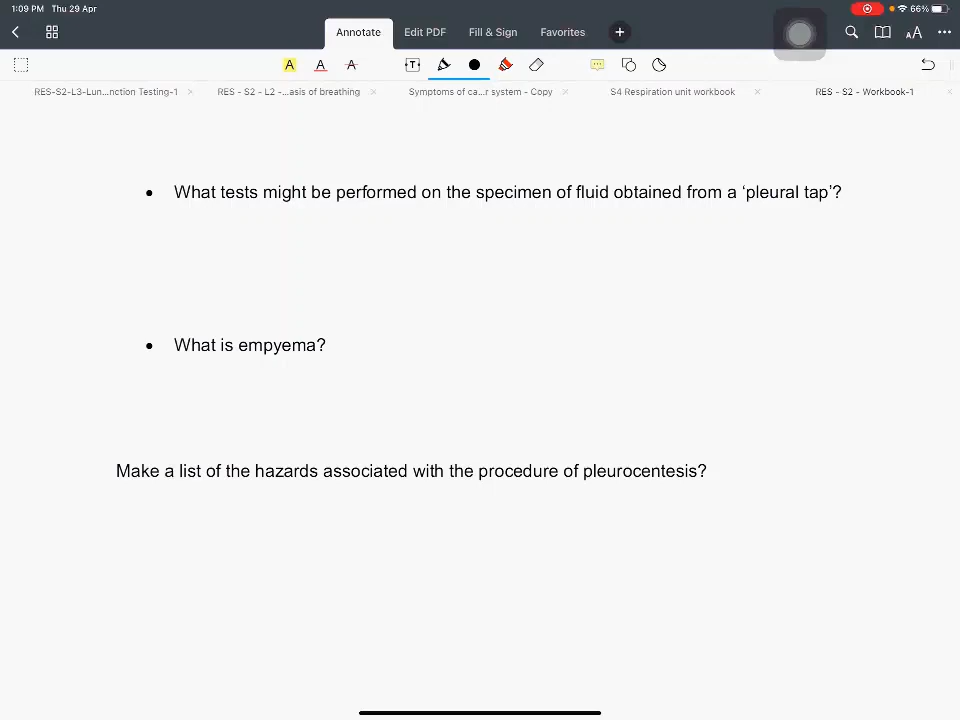 1:09 PM Thu 29 Apr 66%
Annotate Edit PDF Fill & Sign Favorites
RES-S2-L3-Lun...nction Testing-1 RES - S2 - L2 -...asis of breathing Symptoms of ca...r system - Copy S4 Respiration unit workbook RES - S2 - Workbook-1
• What tests might be performed on the specimen of fluid obtained from a ‘pleural tap’?
• What is empyema?
Make a list of the hazards associated with the procedure of pleurocentesis?